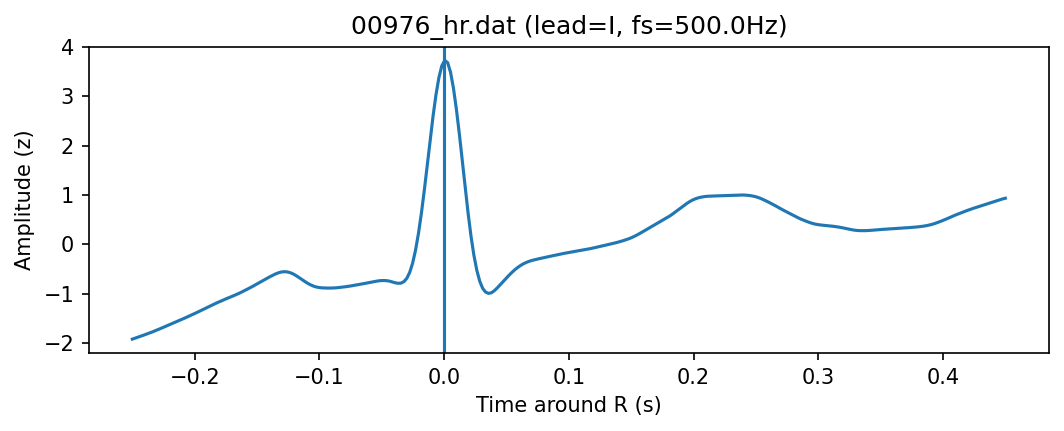 00976_hr.dat (lead=I, fs=500.0Hz)
Amplitude (z)
4
3
2
1
0
−1
−2
−0.2 −0.1 0.0 0.1 0.2 0.3 0.4
Time around R (s)